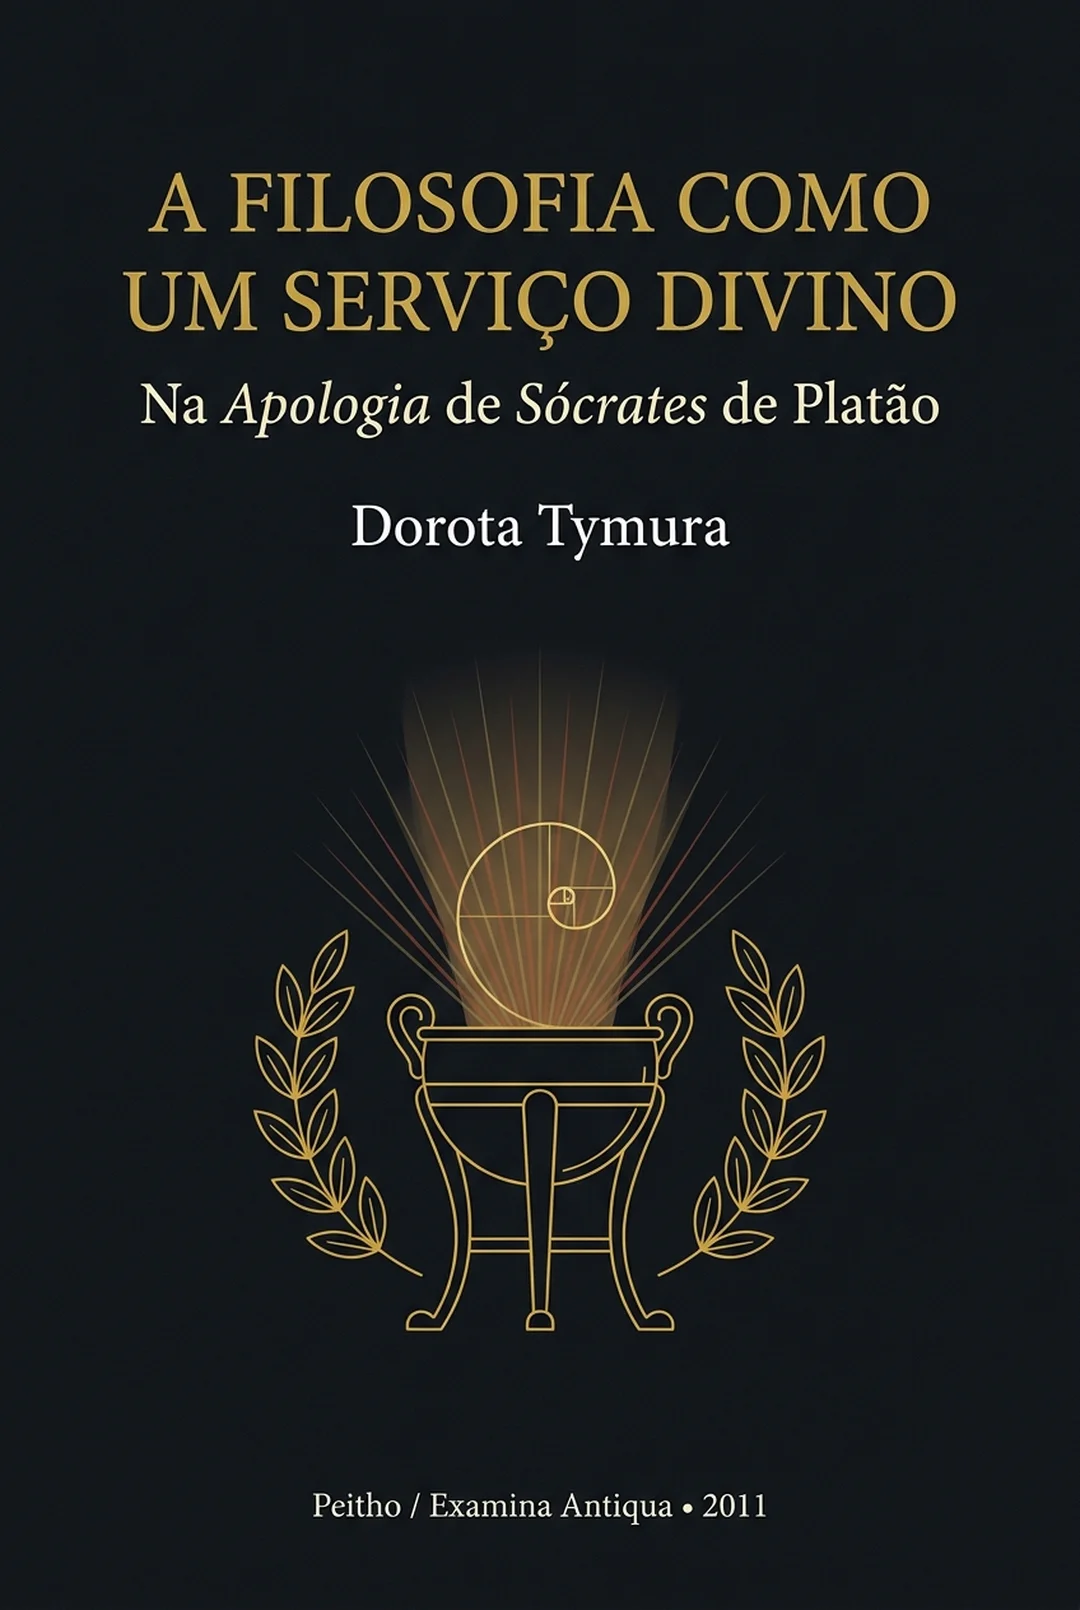 A FILOSOFIA COMO
UM SERVIÇO DIVINO
Na Apologia de Sócrates de Platão
Dorota Tymura
Peitho / Examina Antiqua • 2011